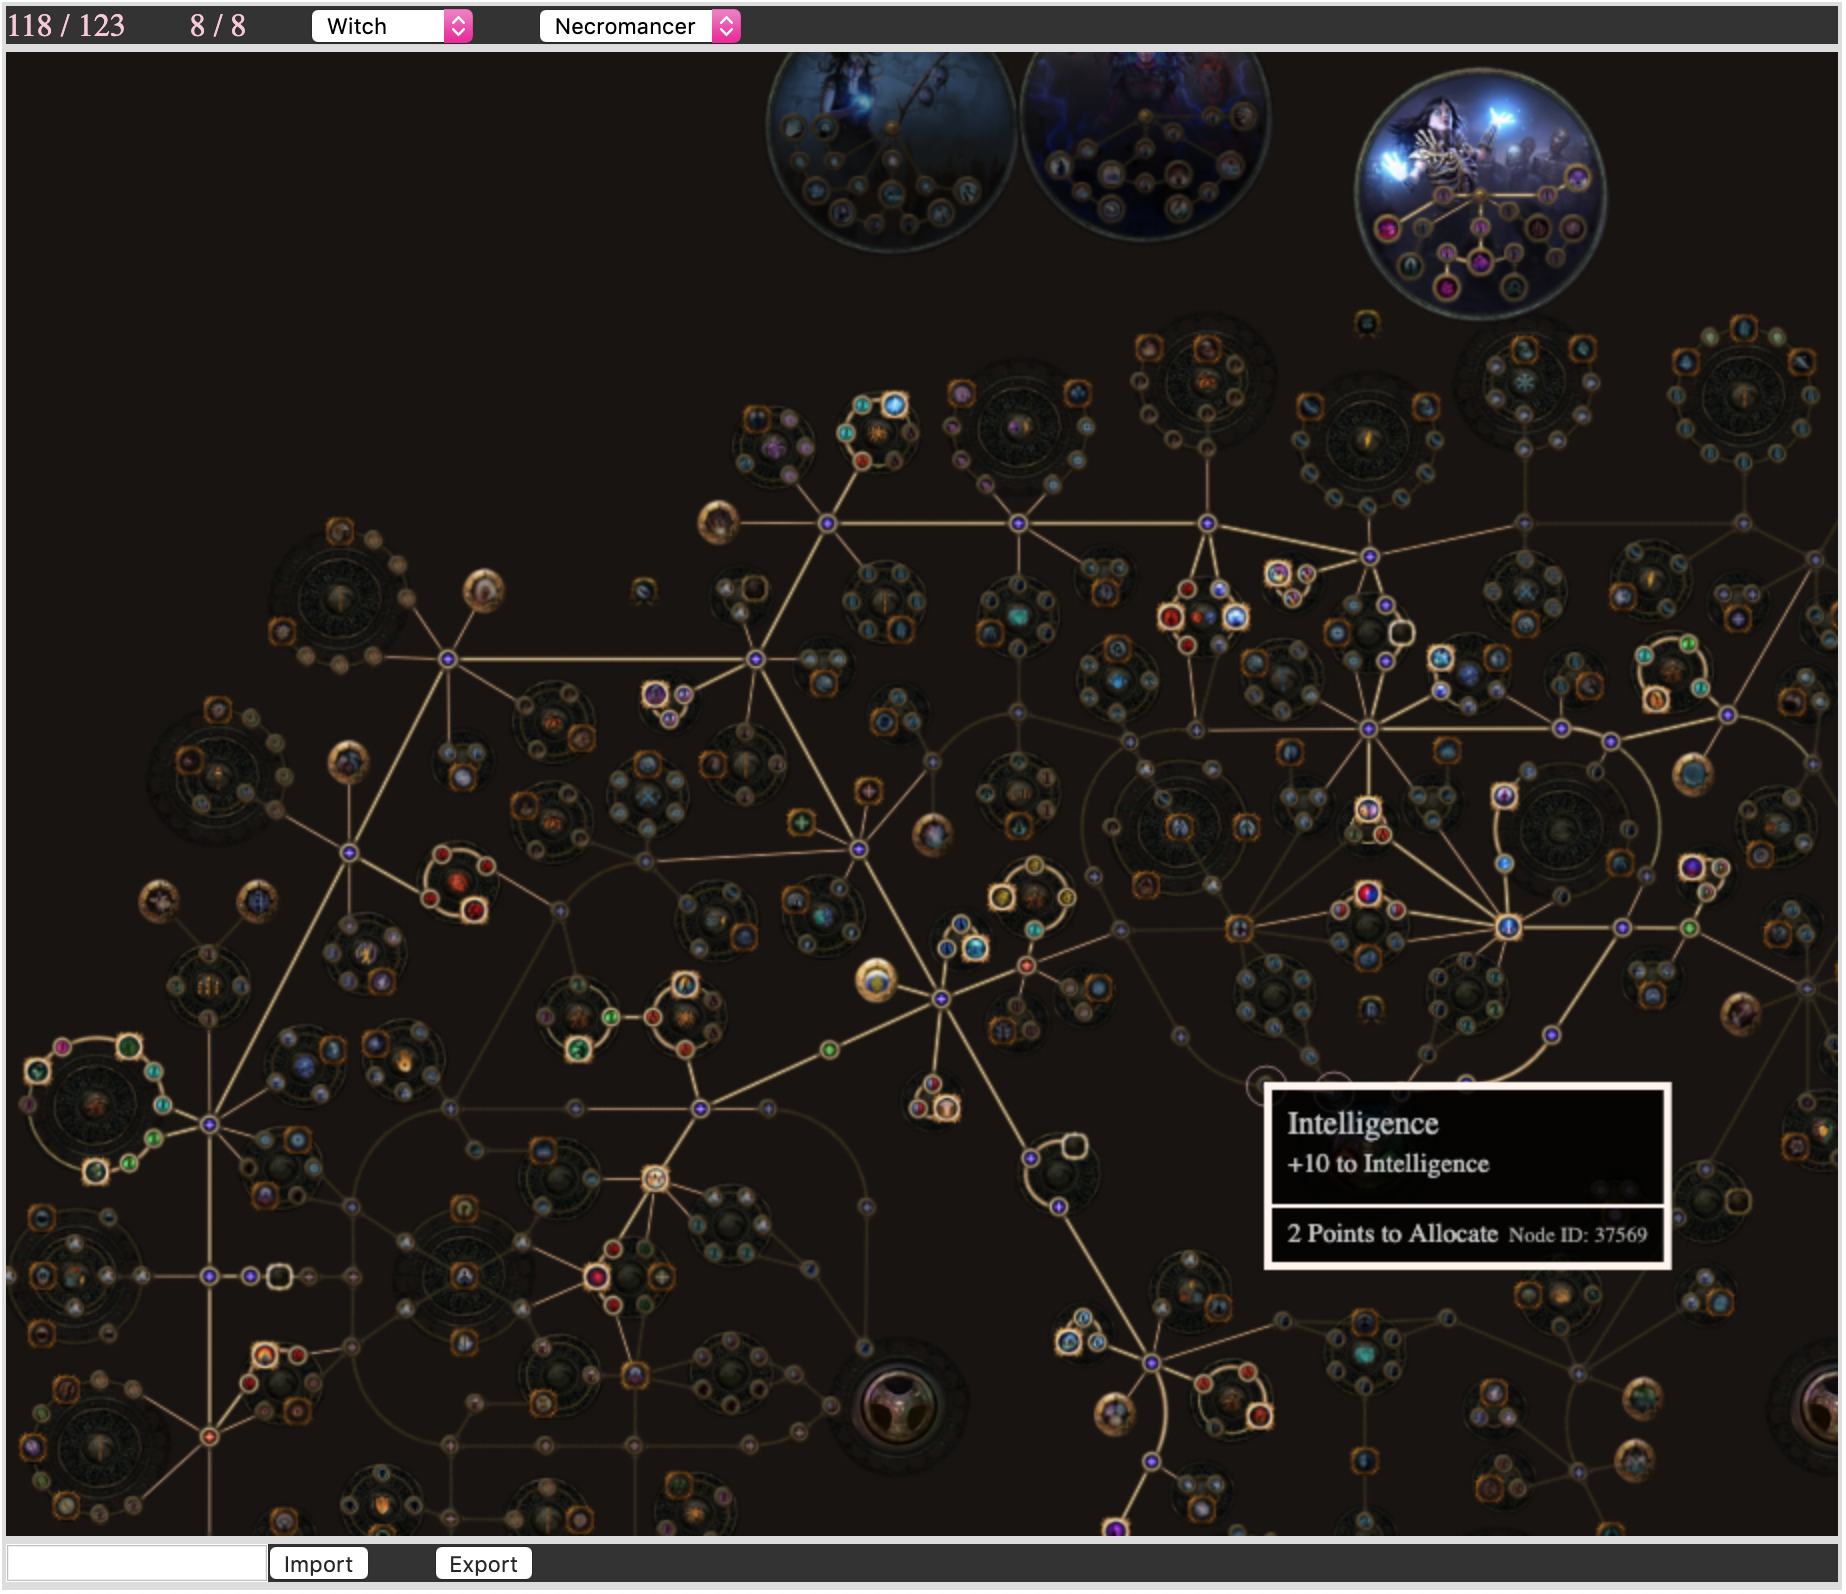 118 / 123 8 / 8 Witch Necromancer
Intelligence
+10 to Intelligence
2 Points to Allocate Node ID: 37569
Import Export